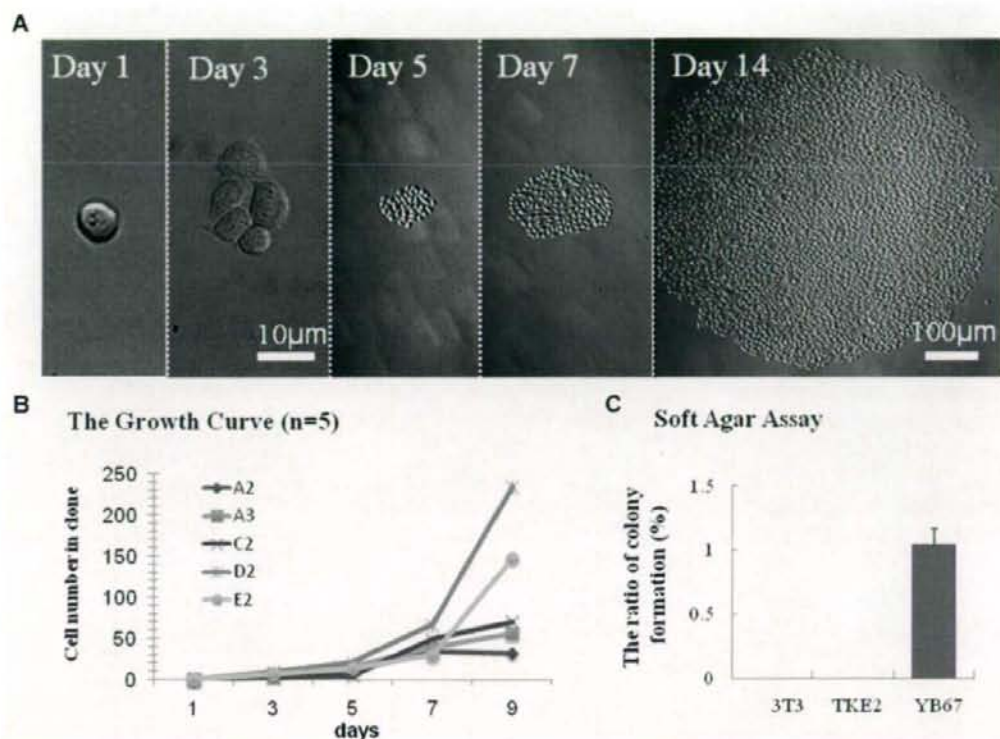 A
Day 1
Day 3
Day 5
Day 7
Day 14
10μm
100μm
B
The Growth Curve (n=5)
Cell number in clone
250
200
150
100
50
0
A2
A3
C2
D2
E2
1 3 5 7 9
days
C
Soft Agar Assay
The ratio of colony
formation (%)
1.5
1
0.5
0
3T3 TKE2 YB67